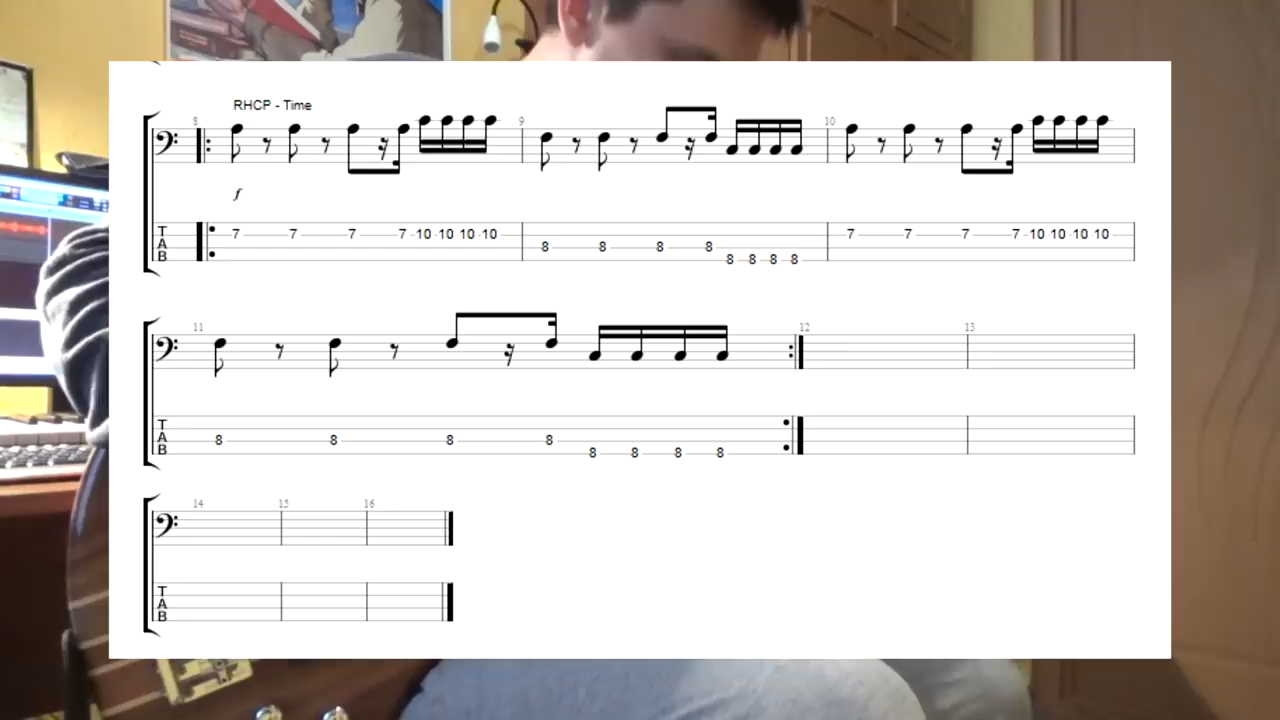 RHCP - Time
8 9 10
f
T A B 7 7 7 7 10 10 10 10 8 8 8 8 8 8 8 8 7 7 7 7 10 10 10 10
11 12 13
T A B 8 8 8 8 8 8 8 8
14 15 16
T A B